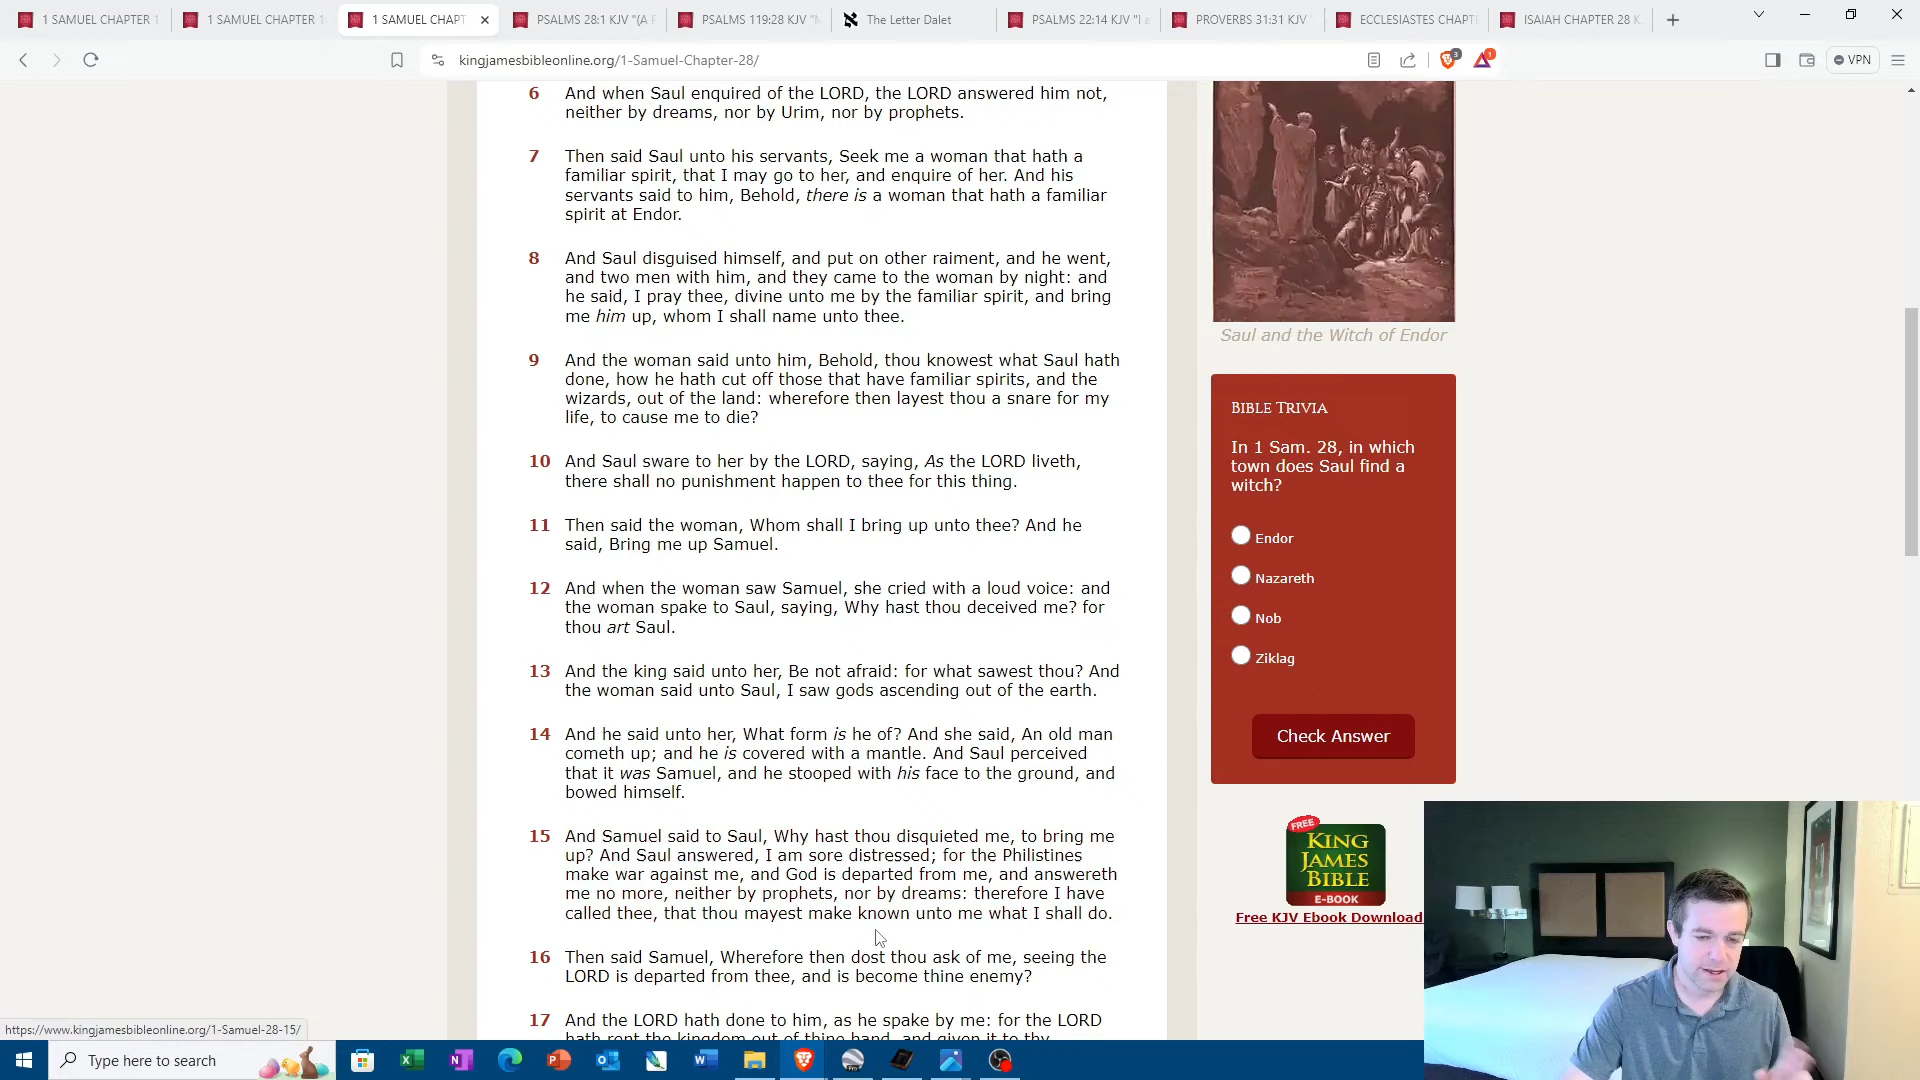 1 SAMUEL CHAPTER 1
1 SAMUEL CHAPTER 1
1 SAMUEL CHAPT
PSALMS 28:1 KJV "(A P
PSALMS 119:28 KJV "M
The Letter Dalet
PSALMS 22:14 KJV "I a
PROVERBS 31:31 KJV "
ECCLESIASTES CHAPTE
ISAIAH CHAPTER 28 K
kingjamesbibleonline.org/1-Samuel-Chapter-28/
3
1
VPN
6 And when Saul enquired of the LORD, the LORD answered him not,
neither by dreams, nor by Urim, nor by prophets.
7 Then said Saul unto his servants, Seek me a woman that hath a
familiar spirit, that I may go to her, and enquire of her. And his
servants said to him, Behold, there is a woman that hath a familiar
spirit at Endor.
8 And Saul disguised himself, and put on other raiment, and he went,
and two men with him, and they came to the woman by night: and
he said, I pray thee, divine unto me by the familiar spirit, and bring
me him up, whom I shall name unto thee.
9 And the woman said unto him, Behold, thou knowest what Saul hath
done, how he hath cut off those that have familiar spirits, and the
wizards, out of the land: wherefore then layest thou a snare for my
life, to cause me to die?
10 And Saul sware to her by the LORD, saying, As the LORD liveth,
there shall no punishment happen to thee for this thing.
11 Then said the woman, Whom shall I bring up unto thee? And he
said, Bring me up Samuel.
12 And when the woman saw Samuel, she cried with a loud voice: and
the woman spake to Saul, saying, Why hast thou deceived me? for
thou art Saul.
13 And the king said unto her, Be not afraid: for what sawest thou? And
the woman said unto Saul, I saw gods ascending out of the earth.
14 And he said unto her, What form is he of? And she said, An old man
cometh up; and he is covered with a mantle. And Saul perceived
that it was Samuel, and he stooped with his face to the ground, and
bowed himself.
15 And Samuel said to Saul, Why hast thou disquieted me, to bring me
up? And Saul answered, I am sore distressed; for the Philistines
make war against me, and God is departed from me, and answereth
me no more, neither by prophets, nor by dreams: therefore I have
called thee, that thou mayest make known unto me what I shall do.
16 Then said Samuel, Wherefore then dost thou ask of me, seeing the
LORD is departed from thee, and is become thine enemy?
17 And the LORD hath done to him, as he spake by me: for the LORD
hath rent the kingdom out of thine hand, and given it to thy
Saul and the Witch of Endor
BIBLE TRIVIA
In 1 Sam. 28, in which
town does Saul find a
witch?
Endor
Nazareth
Nob
Ziklag
Check Answer
FREE
KING
JAMES
BIBLE
E-BOOK
Free KJV Ebook Download
https://www.kingjamesbibleonline.org/1-Samuel-28-15/
Type here to search